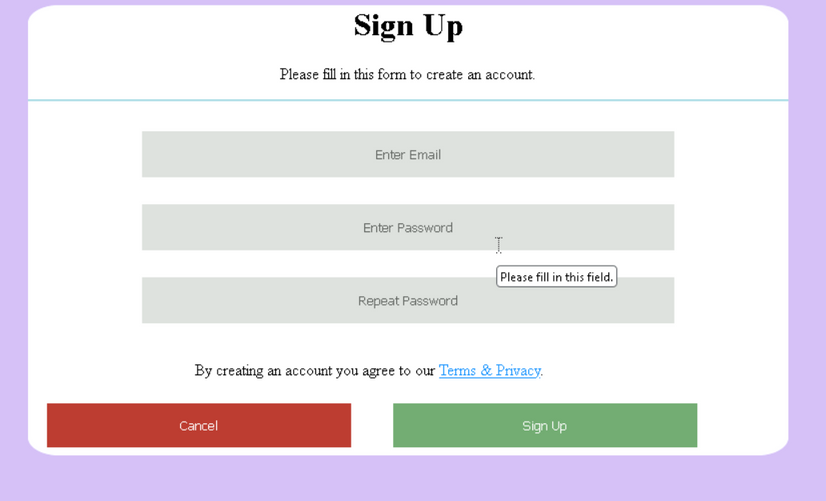 Sign Up
Please fill in this form to create an account.
Enter Email
Enter Password
Please fill in this field.
Repeat Password
By creating an account you agree to our Terms & Privacy.
Cancel
Sign Up